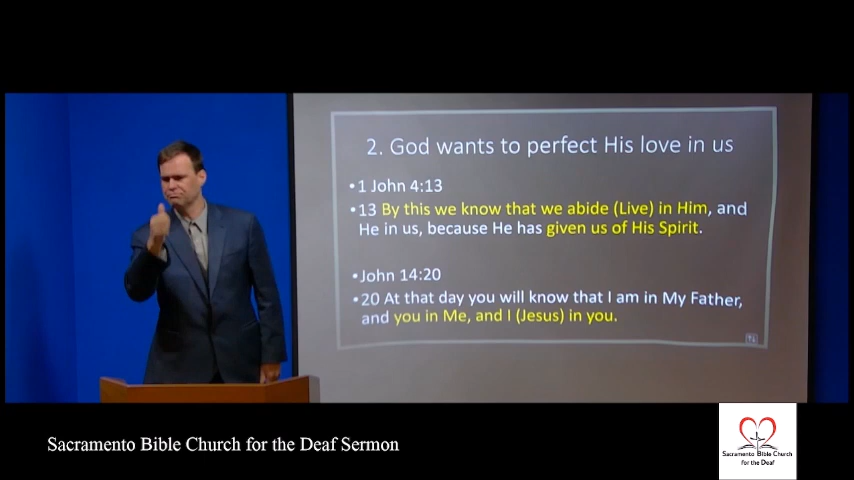 2. God wants to perfect His love in us
•1 John 4:13
•13 By this we know that we abide (Live) in Him, and
He in us, because He has given us of His Spirit.
•John 14:20
•20 At that day you will know that I am in My Father,
and you in Me, and I (Jesus) in you.
Sacramento Bible Church for the Deaf Sermon
Sacramento Bible Church
for the Deaf